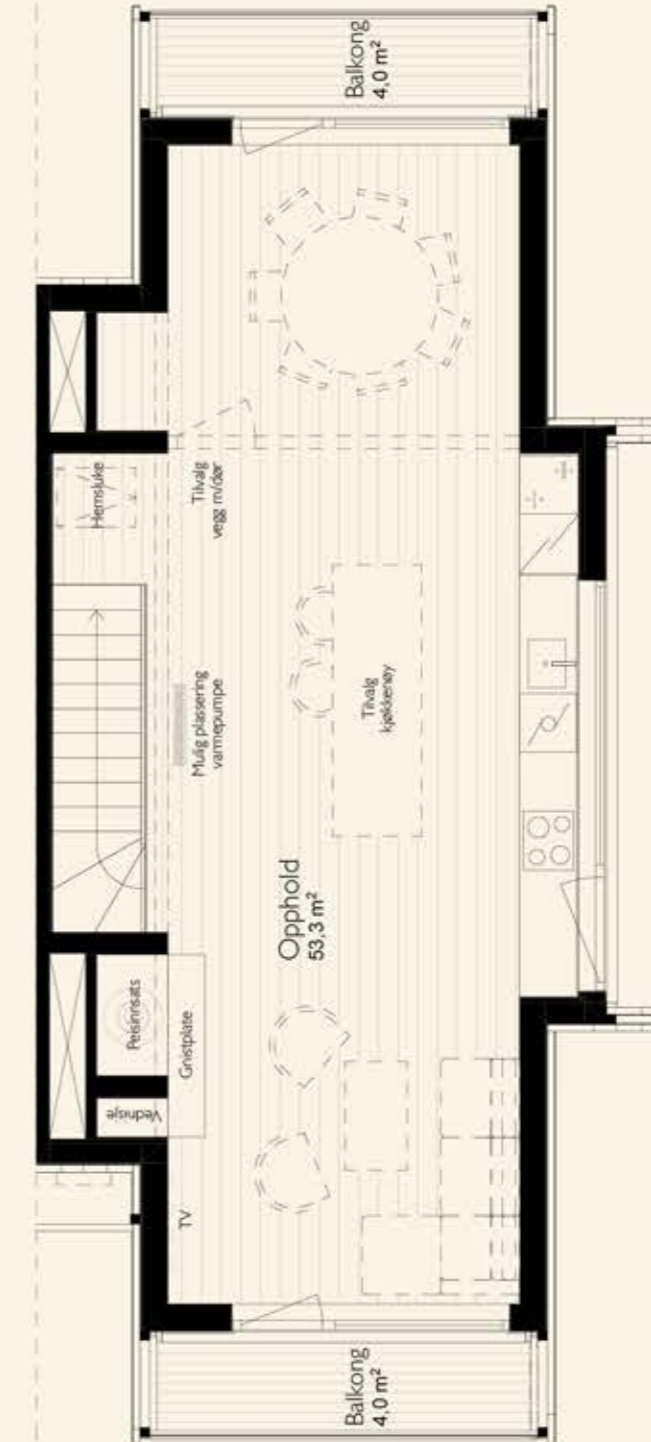 Balkong
4,0 m²
Hemsluke
Tilvalg
vegg m/dør
Mulig plassering
varmepumpe
Tilvalg
kjøkkenøy
Opphold
53,3 m²
Peisinnsats
Gnistplate
Vednisje
TV
Balkong
4,0 m²